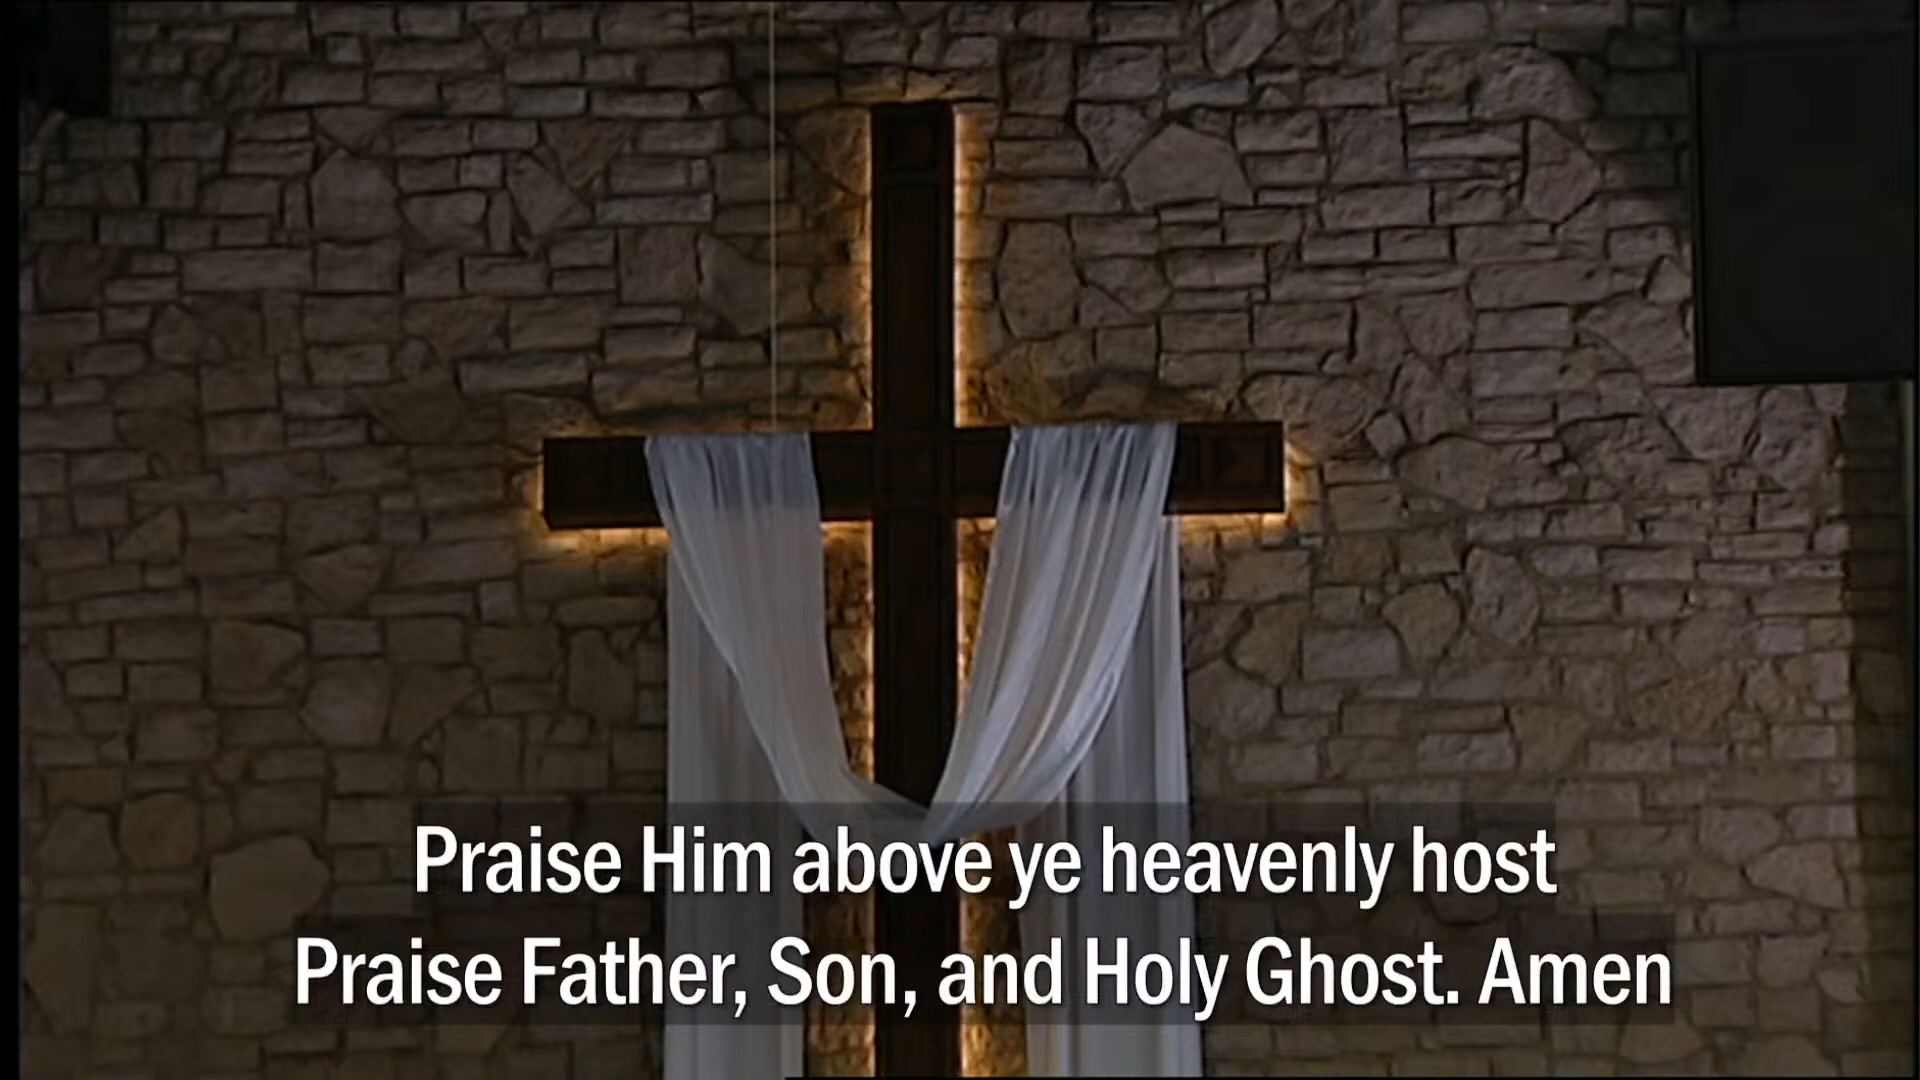 Praise Him above ye heavenly host
Praise Father, Son, and Holy Ghost. Amen